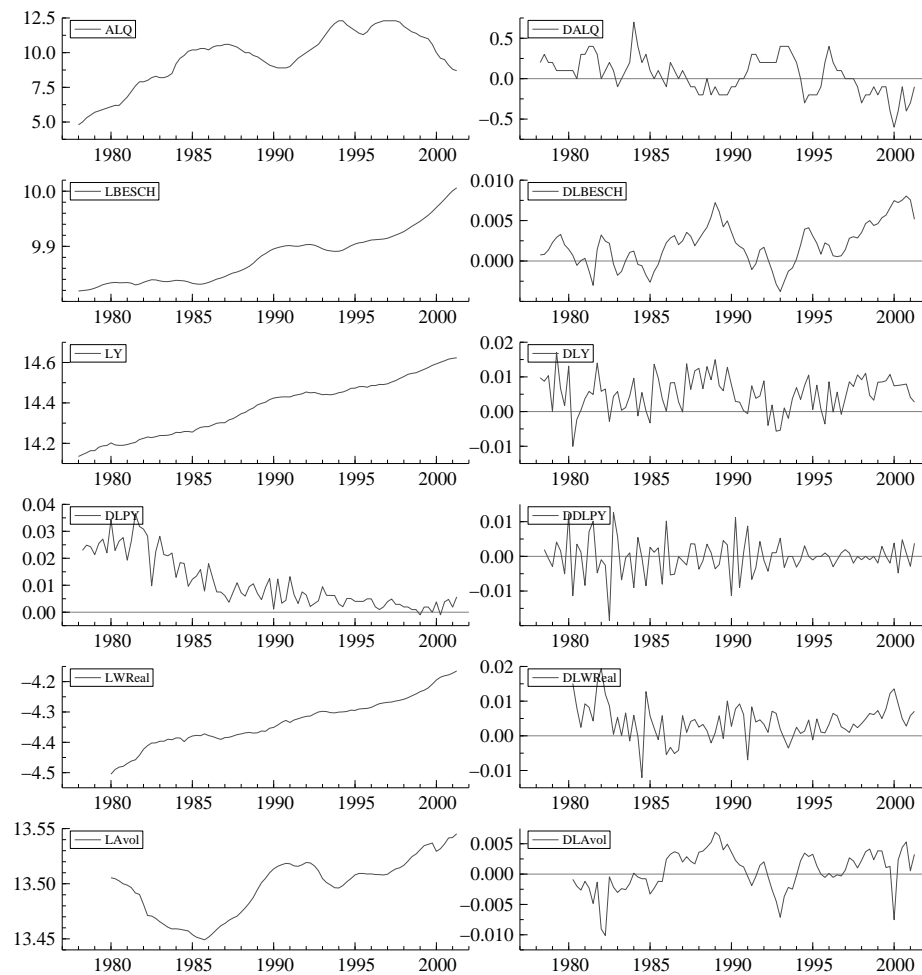 12.5 ALQ
10.0
7.5
5.0
1980 1985 1990 1995 2000
DALQ
0.5
0.0
−0.5
1980 1985 1990 1995 2000
10.0 LBESCH
9.9
1980 1985 1990 1995 2000
0.010 DLBESCH
0.005
0.000
1980 1985 1990 1995 2000
LY
14.6
14.4
14.2
1980 1985 1990 1995 2000
0.02 DLY
0.01
0.00
−0.01
1980 1985 1990 1995 2000
0.04 DLPY
0.03
0.02
0.01
0.00
1980 1985 1990 1995 2000
DDLPY
0.01
0.00
−0.01
1980 1985 1990 1995 2000
LWReal
−4.2
−4.3
−4.4
−4.5
1980 1985 1990 1995 2000
0.02 DLWReal
0.01
0.00
−0.01
1980 1985 1990 1995 2000
13.55 LAvol
13.50
13.45
1980 1985 1990 1995 2000
DLAvol
0.005
0.000
−0.005
−0.010
1980 1985 1990 1995 2000